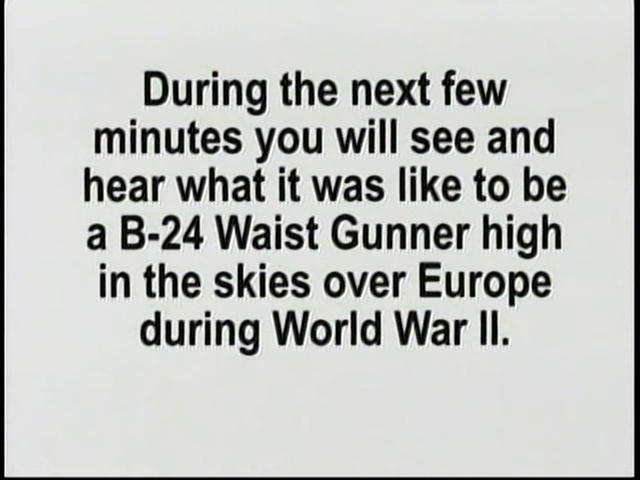 During the next few
minutes you will see and
hear what it was like to be
a B-24 Waist Gunner high
in the skies over Europe
during World War II.